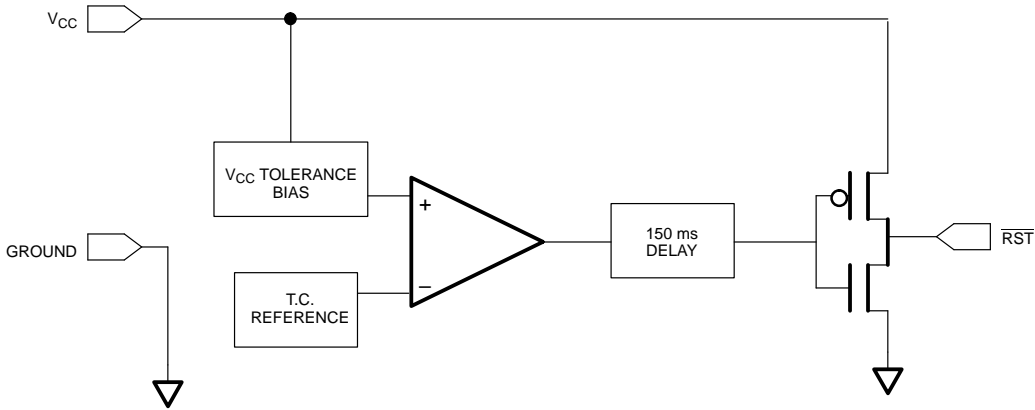 VCC
VCC TOLERANCE
BIAS
+
150 ms
DELAY
RST
GROUND
T.C.
REFERENCE
–